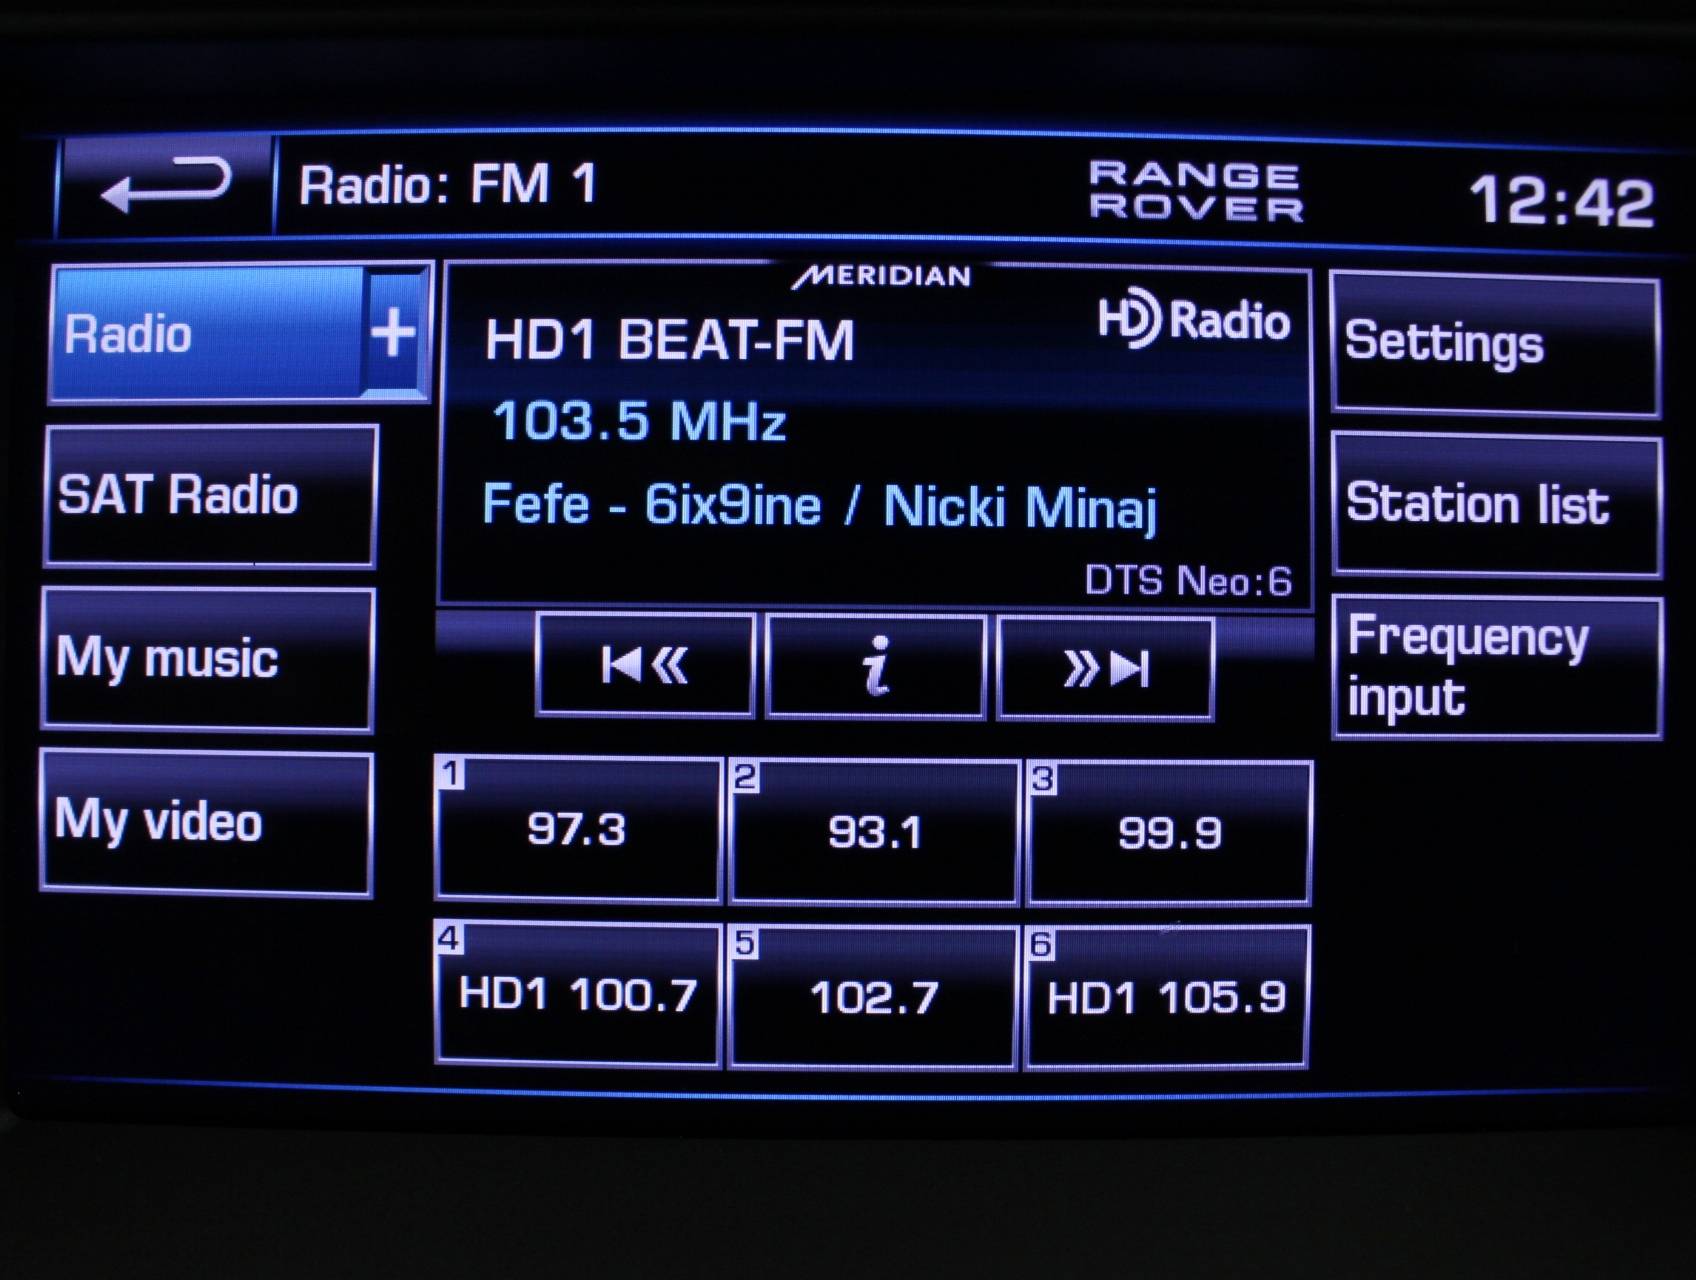 Radio: FM 1
RANGE
ROVER
12:42
Radio +
SAT Radio
My music
My video
MERIDIAN
HD Radio
HD1 BEAT-FM
103.5 MHz
Fefe - 6ix9ine / Nicki Minaj
DTS Neo:6
i
Settings
Station list
Frequency
input
1
97.3
2
93.1
3
99.9
4
HD1 100.7
5
102.7
6
HD1 105.9